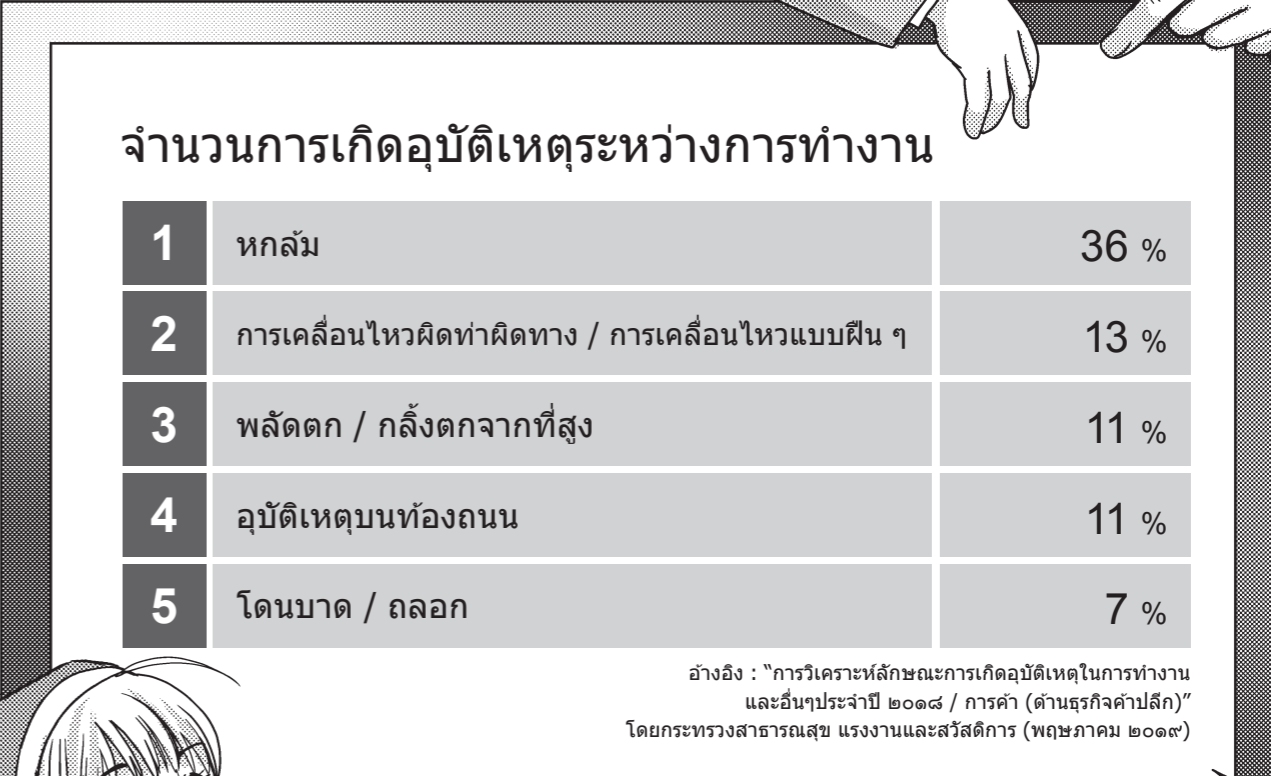 จำนวนการเกิดอุบัติเหตุระหว่างการทำงาน
1 หกล้ม 36 %
2 การเคลื่อนไหวผิดท่าผิดทาง / การเคลื่อนไหวแบบฝืน ๆ 13 %
3 พลัดตก / กลิ้งตกจากที่สูง 11 %
4 อุบัติเหตุบนท้องถนน 11 %
5 โดนบาด / ถลอก 7 %
อ้างอิง : “การวิเคราะห์ลักษณะการเกิดอุบัติเหตุในการทำงาน
และอื่นๆประจำปี ๒๐๑๘ / การค้า (ด้านธุรกิจค้าปลีก)”
โดยกระทรวงสาธารณสุข แรงงานและสวัสดิการ (พฤษภาคม ๒๐๑๙)